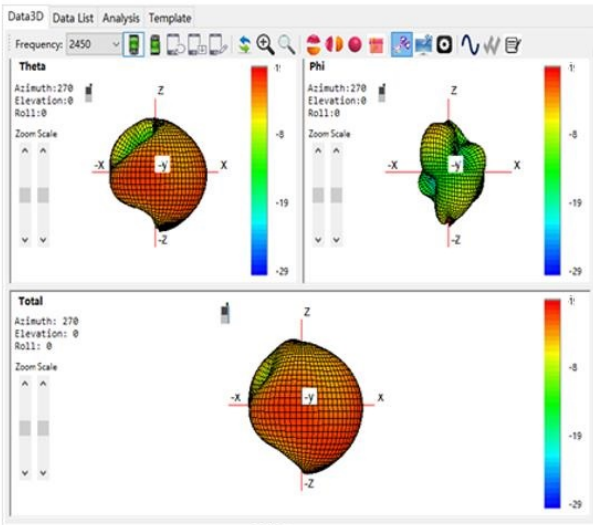 Data3D Data List Analysis Template
Frequency: 2450
Theta
Azimuth:270
Elevation:0
Roll:0
Zoom Scale
Z
-X
-y
X
-Z
-8
-19
-29
Phi
Azimuth:270
Elevation:0
Roll:0
Zoom Scale
Z
-X
-y
X
-Z
-8
-19
-29
Total
Azimuth: 270
Elevation: 0
Roll: 0
Zoom Scale
Z
-X
-y
X
-Z
-8
-19
-29